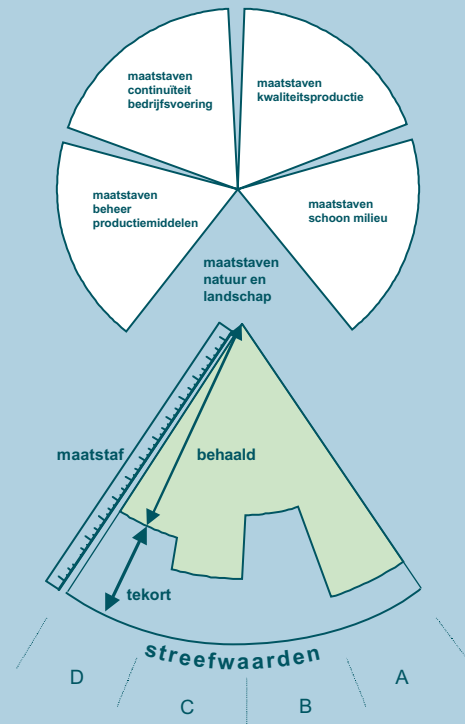 maatstaven
continuïteit
bedrijfsvoering
maatstaven
kwaliteitsproductie
maatstaven
beheer
productiemiddelen
maatstaven
schoon milieu
maatstaven
natuur en
landschap
maatstaf
behaald
tekort
streefwaarden
D
C
B
A